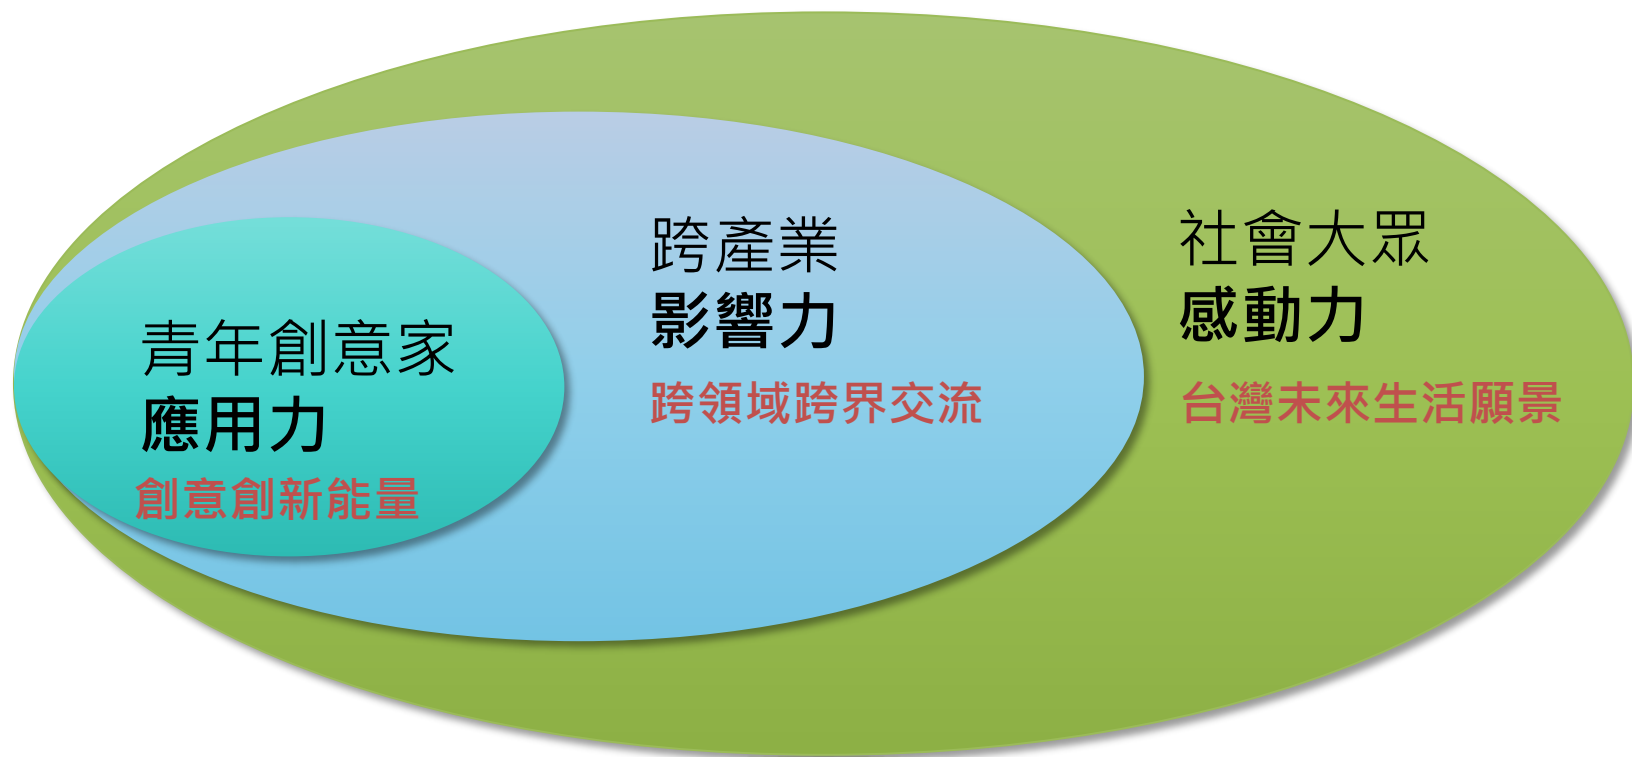 青年創意家
應用力
創意創新能量
跨產業
影響力
跨領域跨界交流
社會大眾
感動力
台灣未來生活願景